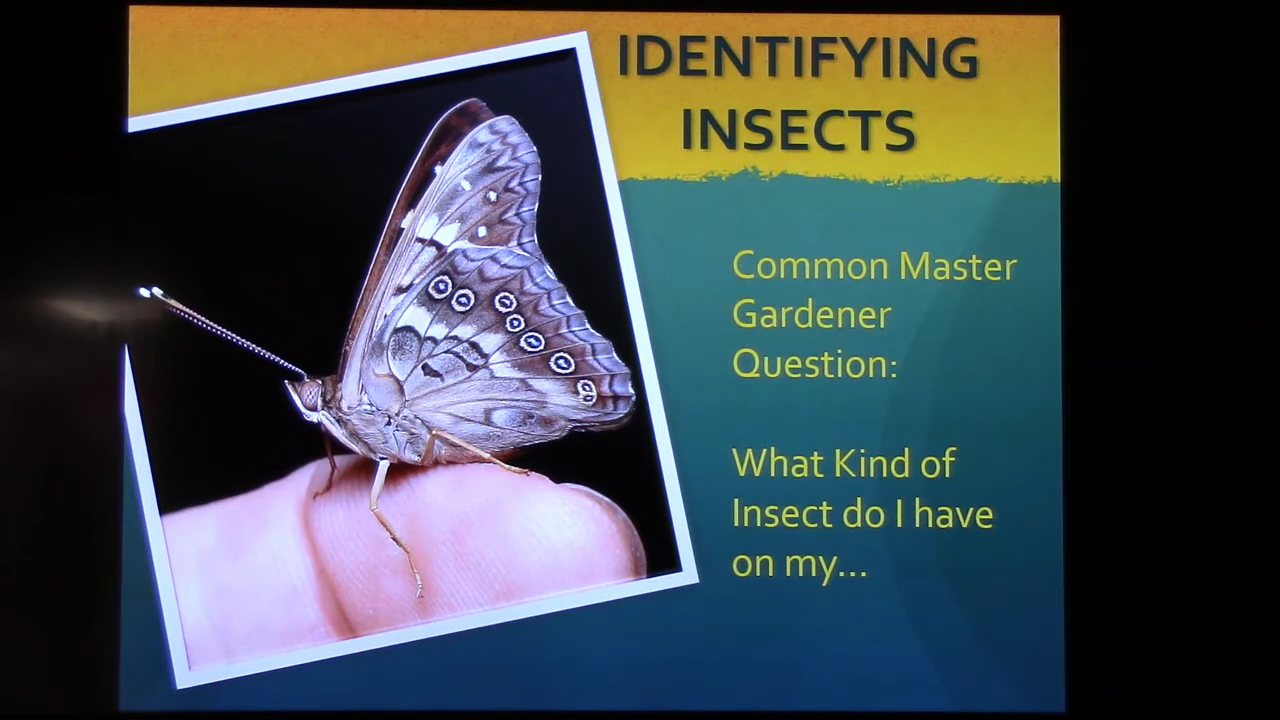 IDENTIFYING
INSECTS
Common Master
Gardener
Question:
What Kind of
Insect do I have
on my...